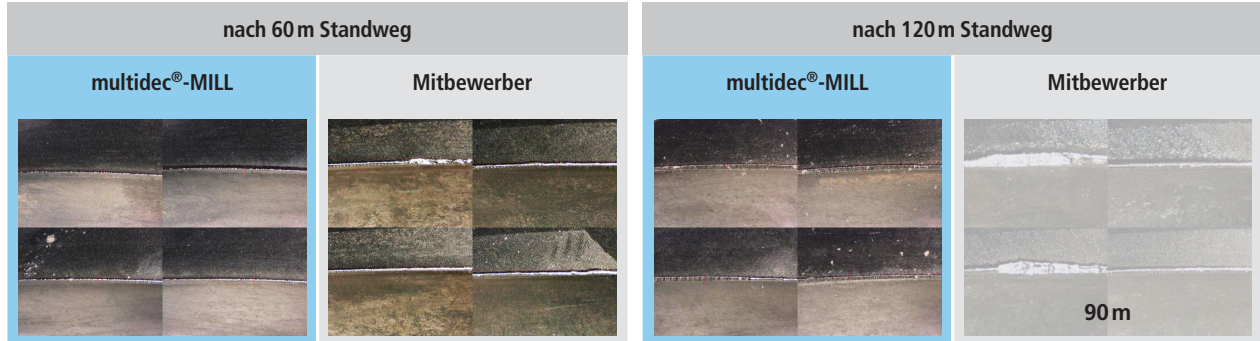 nach 60 m Standweg
multidec®-MILL
Mitbewerber
nach 120 m Standweg
multidec®-MILL
Mitbewerber
90 m